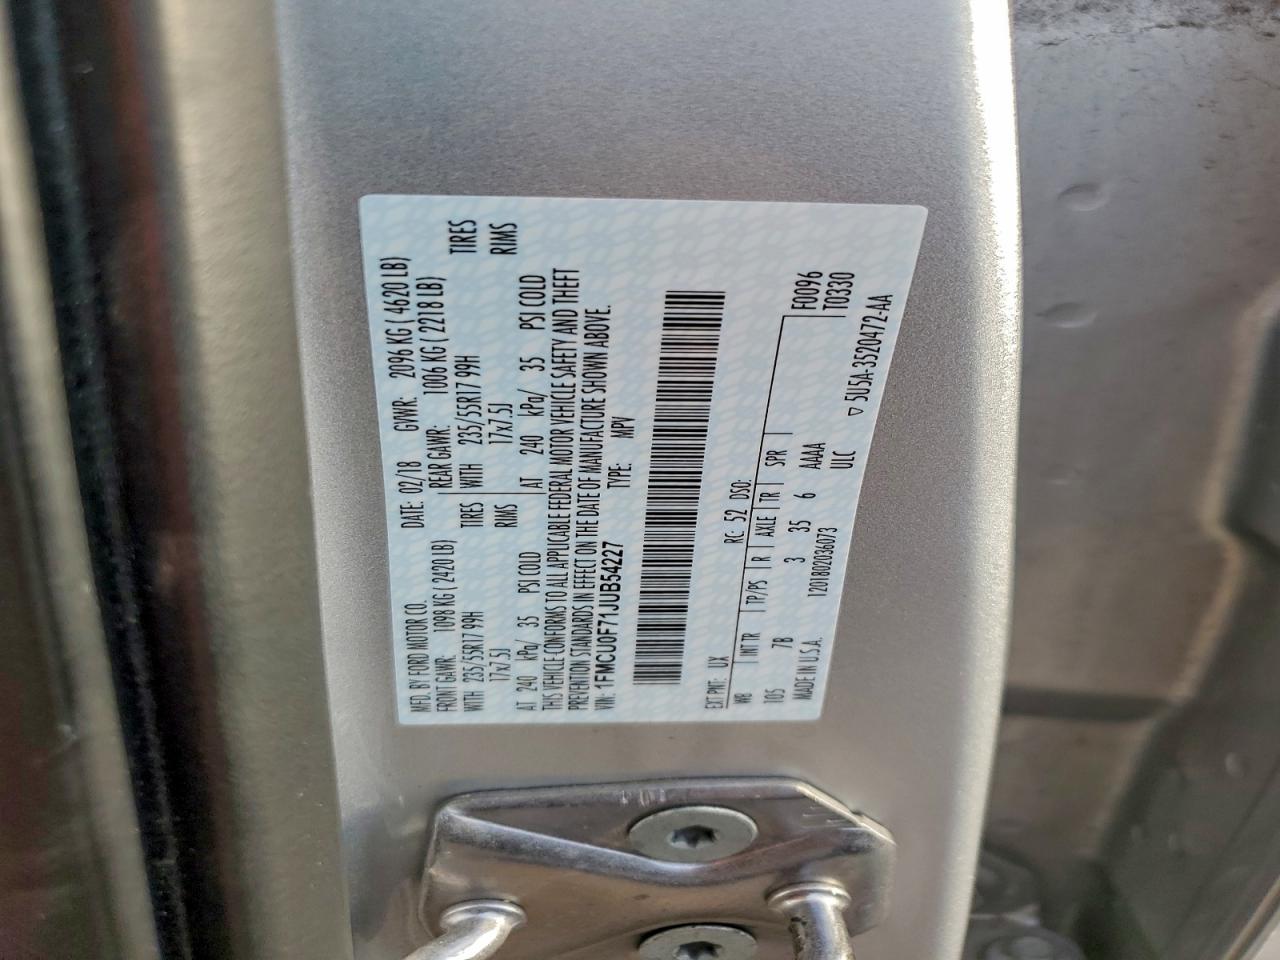 MFD. BY FORD MOTOR CO. DATE: 02/18 GVWR: 2096 KG ( 4620 LB)
FRONT GAWR: 1098 KG ( 2420 LB) REAR GAWR: 1006 KG ( 2218 LB)
WITH 235/55R17 99H TIRES WITH 235/55R17 99H TIRES
17x7.5J RIMS 17x7.5J RIMS
AT 240 kPa/ 35 PSI COLD AT 240 kPa/ 35 PSI COLD
THIS VEHICLE CONFORMS TO ALL APPLICABLE FEDERAL MOTOR VEHICLE SAFETY AND THEFT
PREVENTION STANDARDS IN EFFECT ON THE DATE OF MANUFACTURE SHOWN ABOVE.
VIN: 1FMCU0F71JUB54227 TYPE: MPV
EXT PNT: UX RC: 52 DSO:
WB INT TR TP/PS R AXLE TR SPR F0096
105 7B 3 35 6 AAAA T0330
MADE IN U.S.A. 1201802036073 ULC
▽ 5U5A-3520472-AA